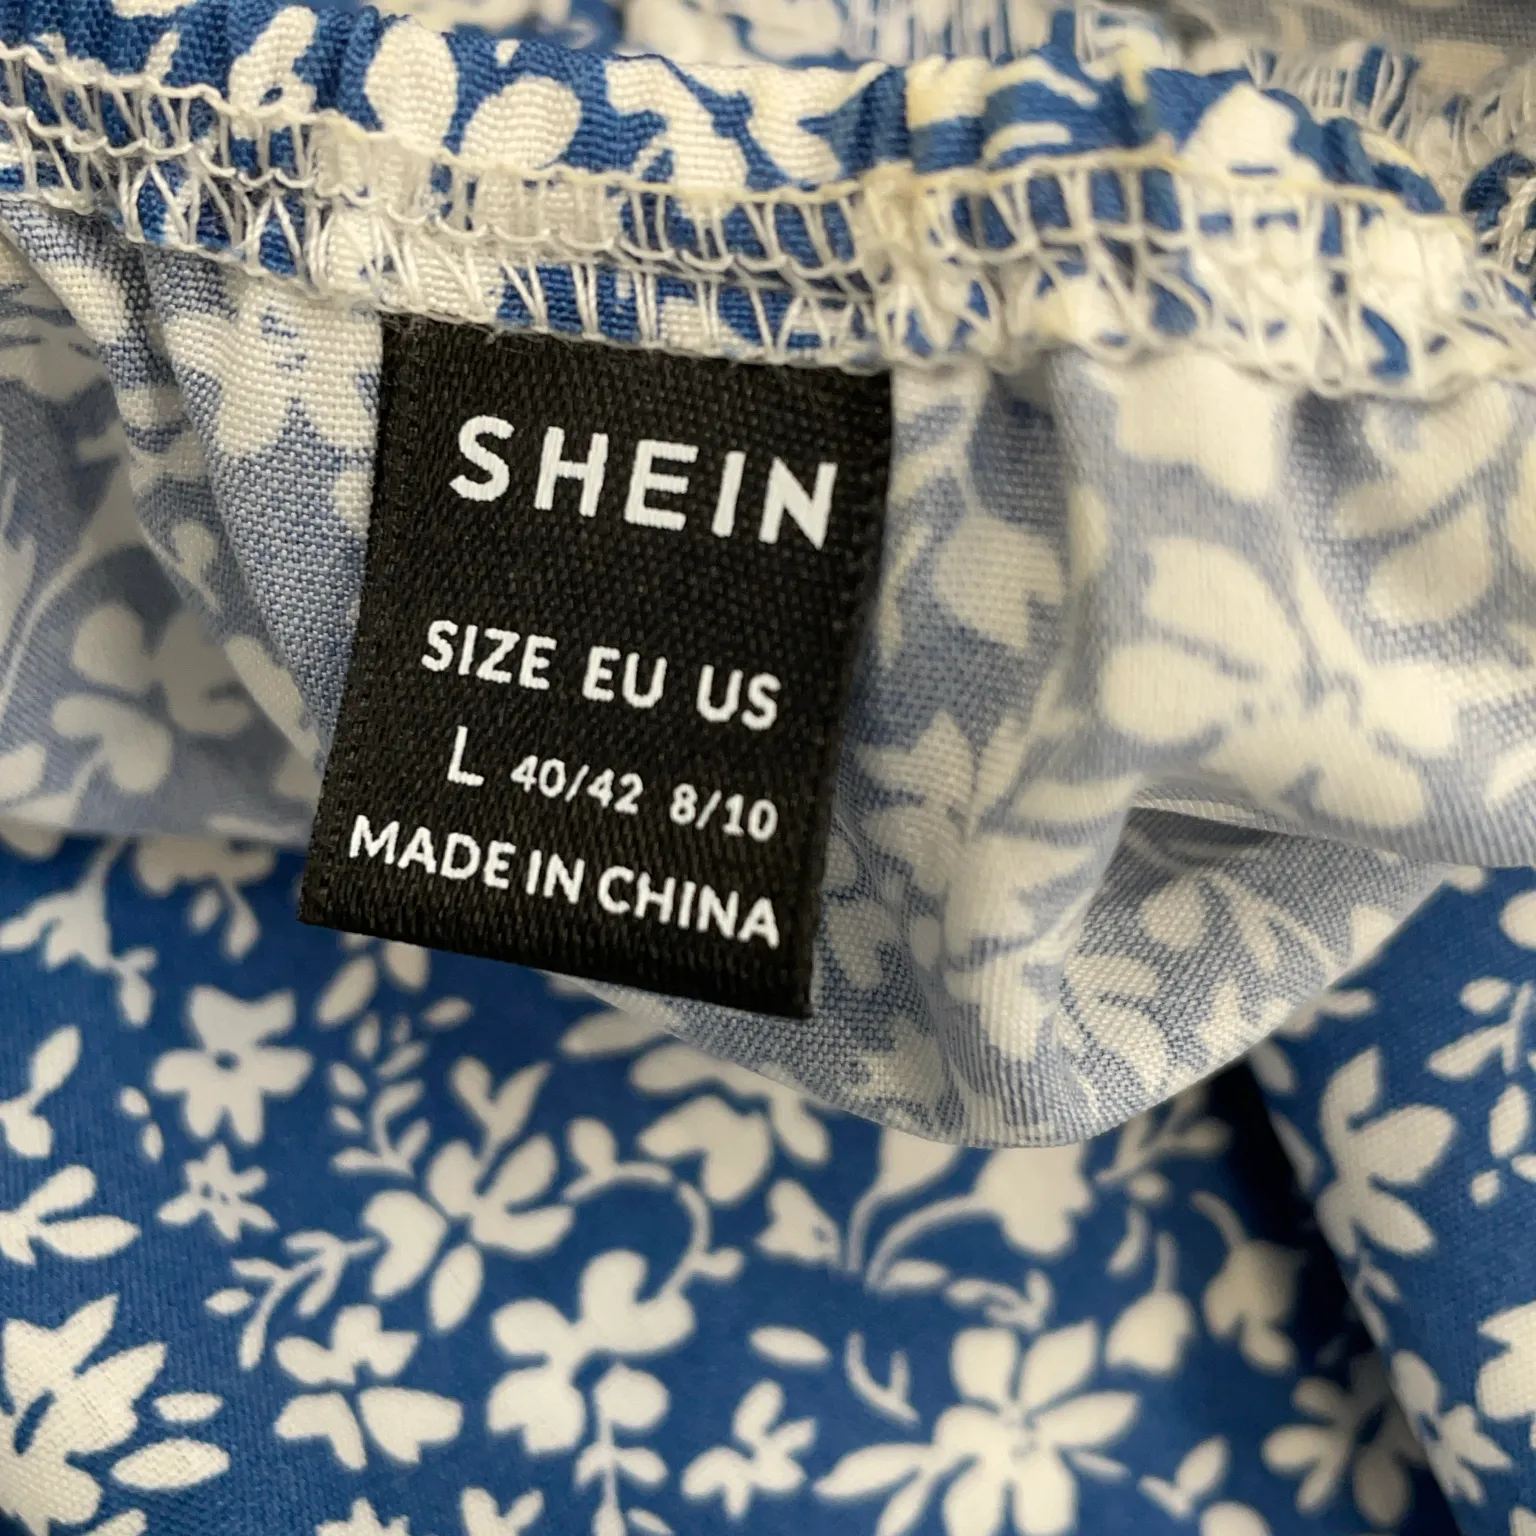 SHEIN
SIZE EU US
L 40/42 8/10
MADE IN CHINA